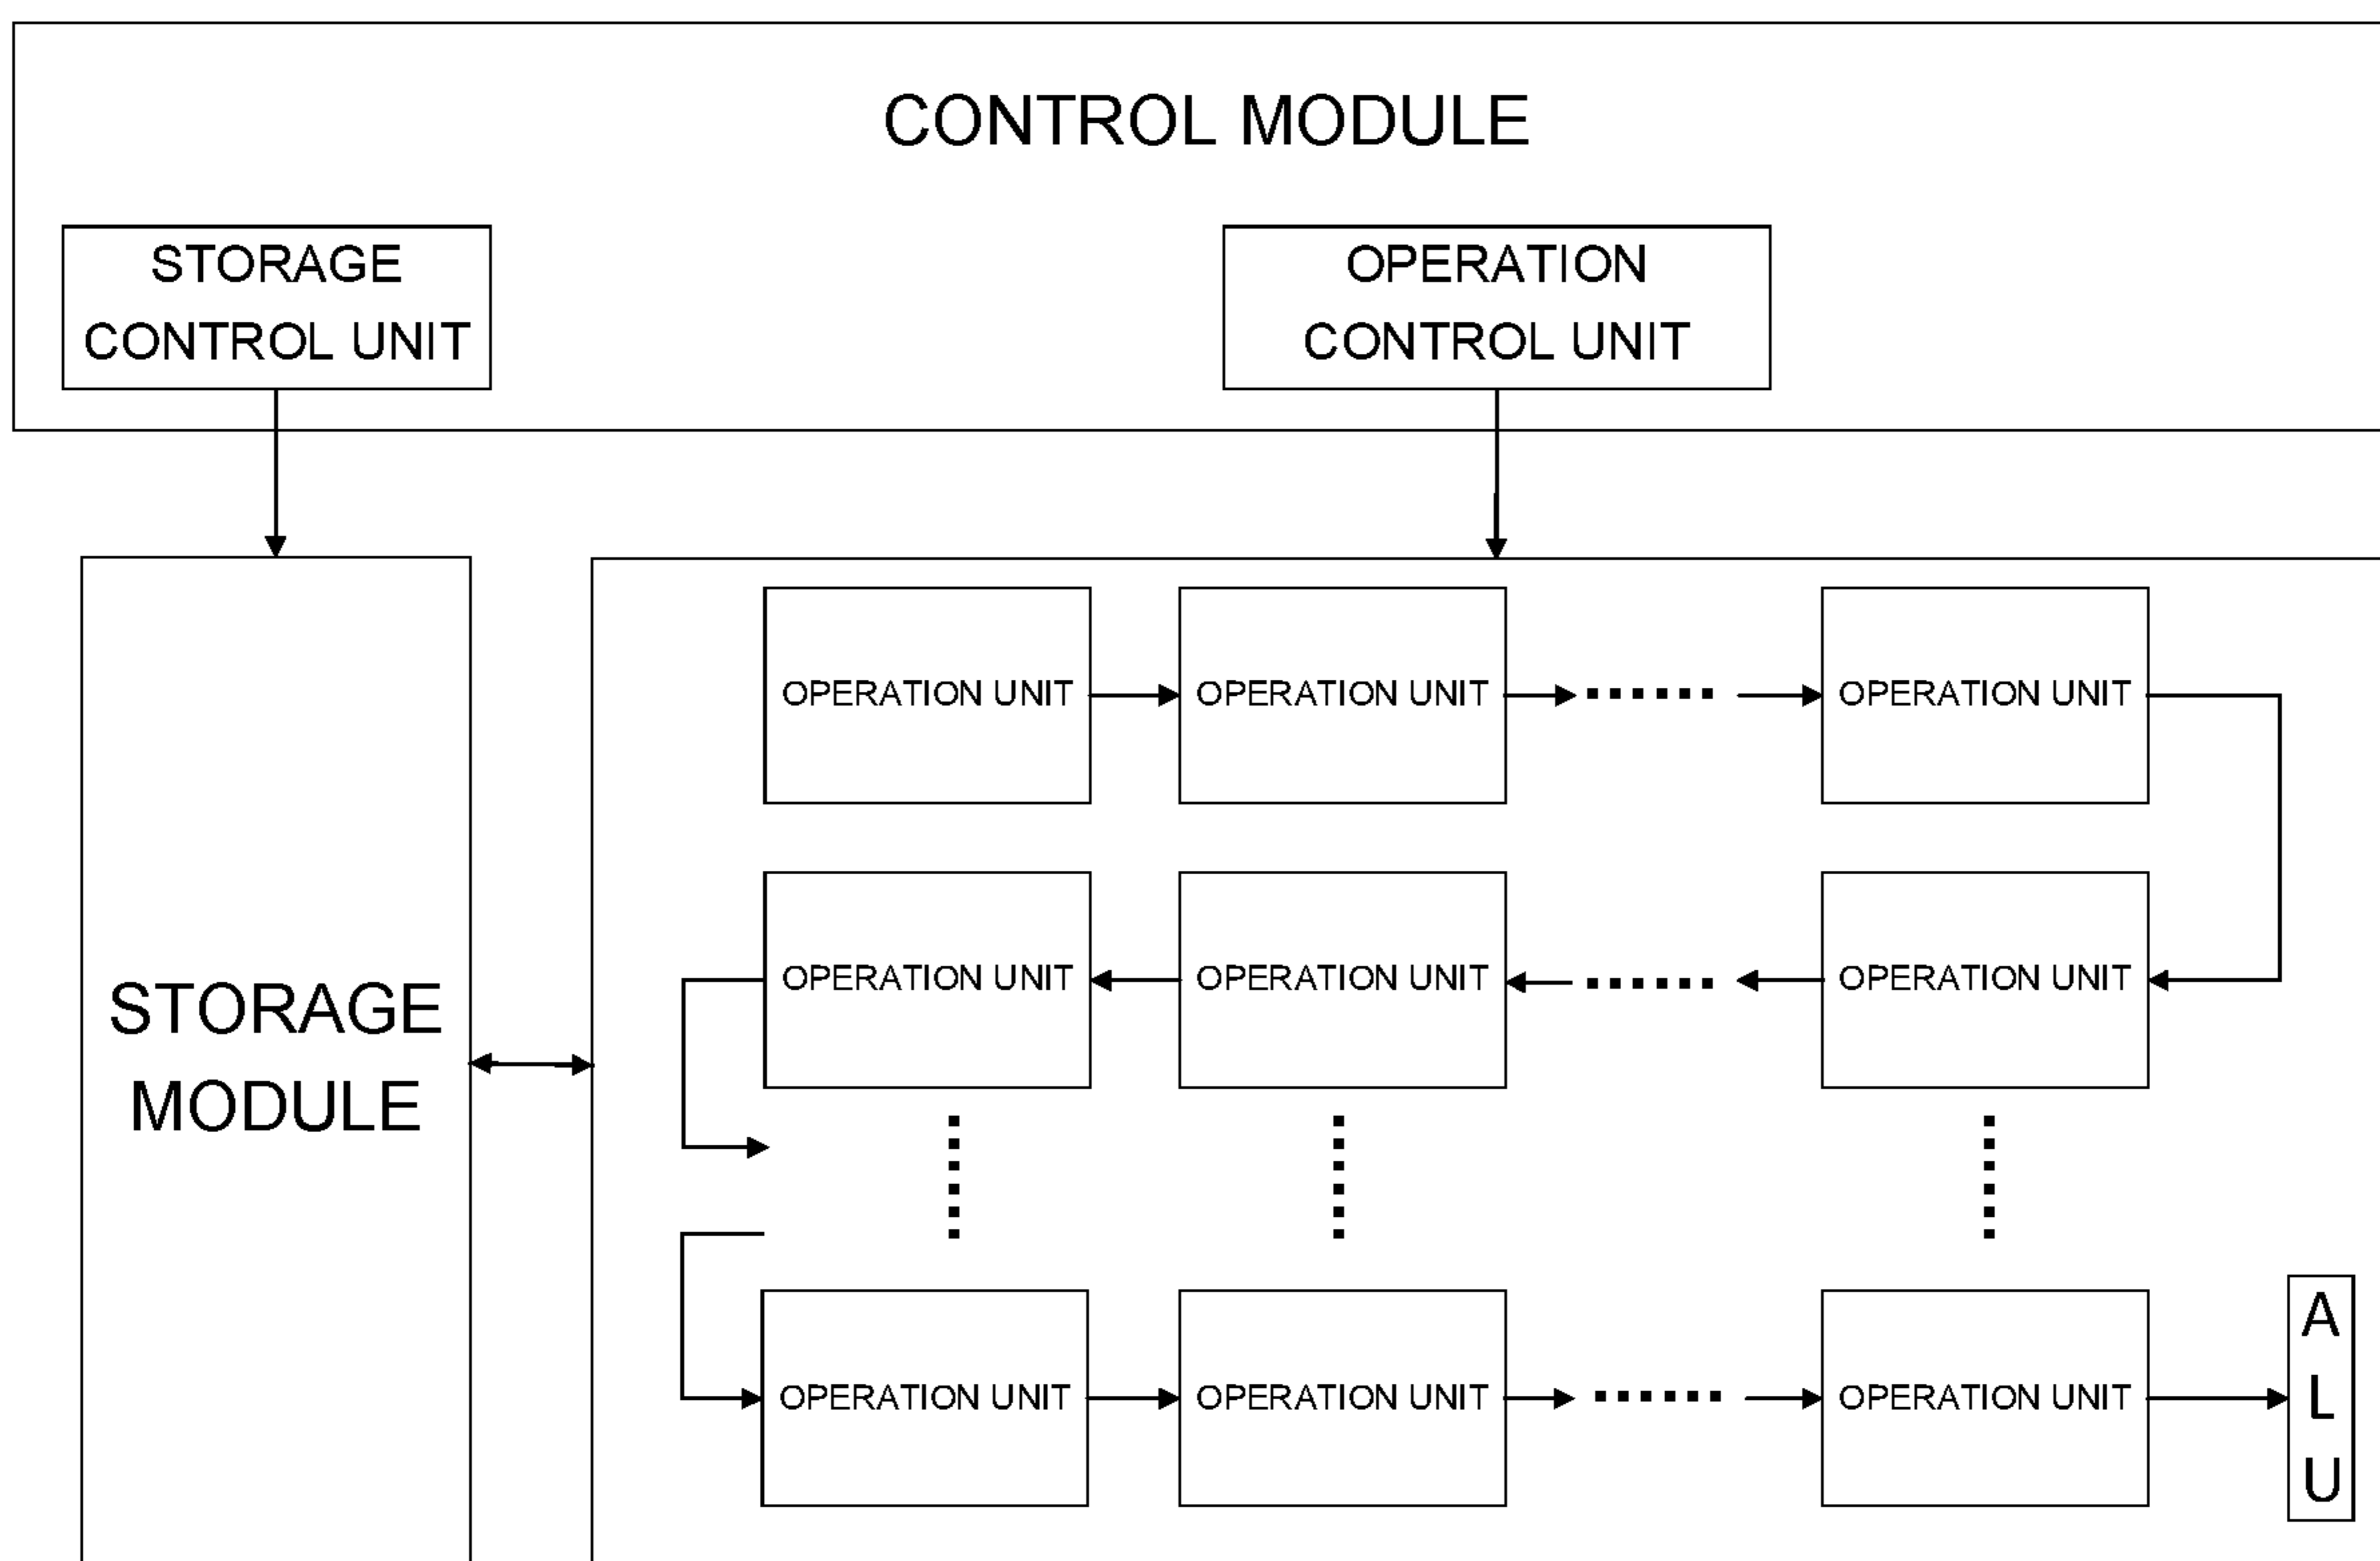 CONTROL MODULE
STORAGE
CONTROL UNIT
OPERATION
CONTROL UNIT
OPERATION UNIT
OPERATION UNIT
OPERATION UNIT
OPERATION UNIT
OPERATION UNIT
OPERATION UNIT
STORAGE
MODULE
OPERATION UNIT
OPERATION UNIT
OPERATION UNIT
A
L
U